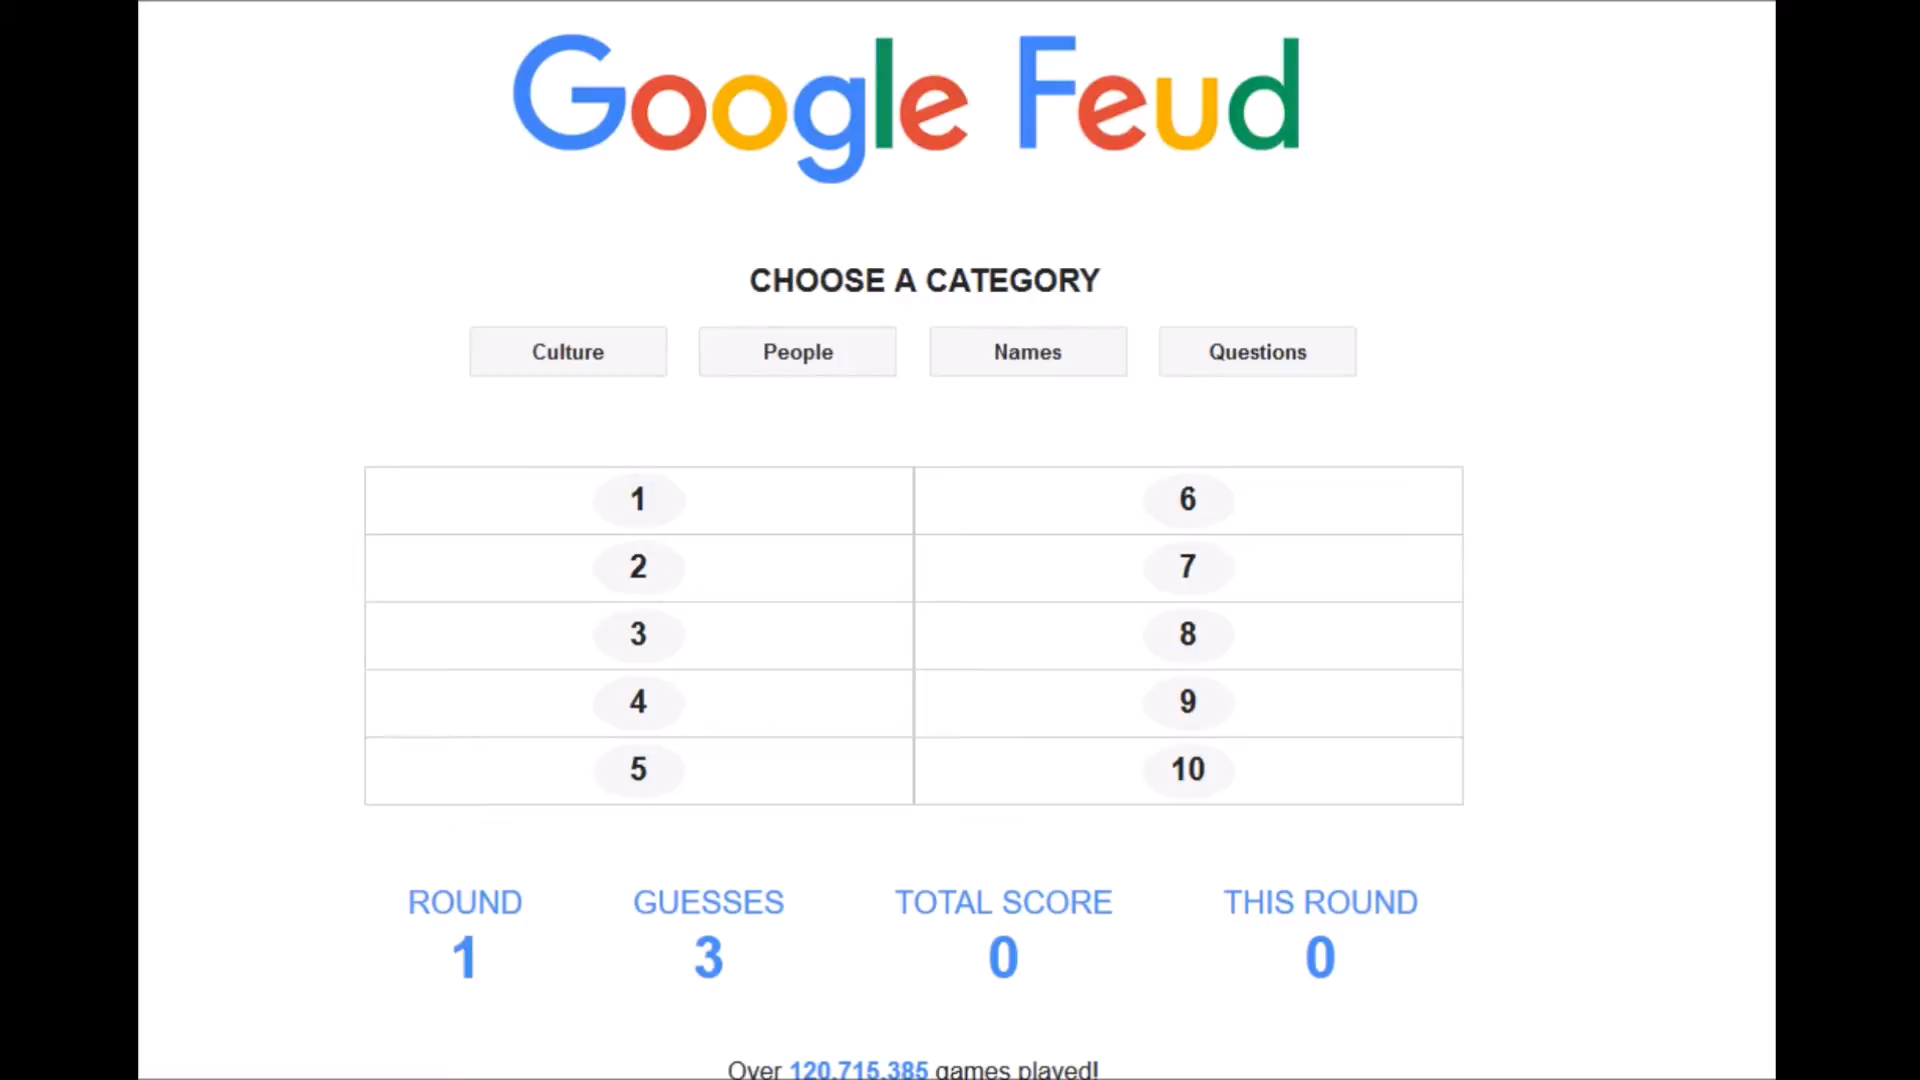 Google Feud
CHOOSE A CATEGORY
Culture People Names Questions
1 6
2 7
3 8
4 9
5 10
ROUND GUESSES TOTAL SCORE THIS ROUND
1 3 0 0
Over 120,715,385 games played!